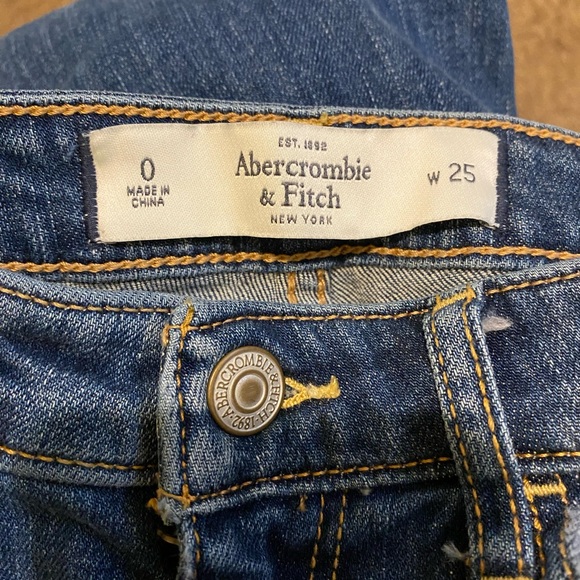 0
MADE IN
CHINA
EST. 1892
Abercrombie
& Fitch
NEW YORK
W 25
ABERCROMBIE & FITCH · 1892 ·